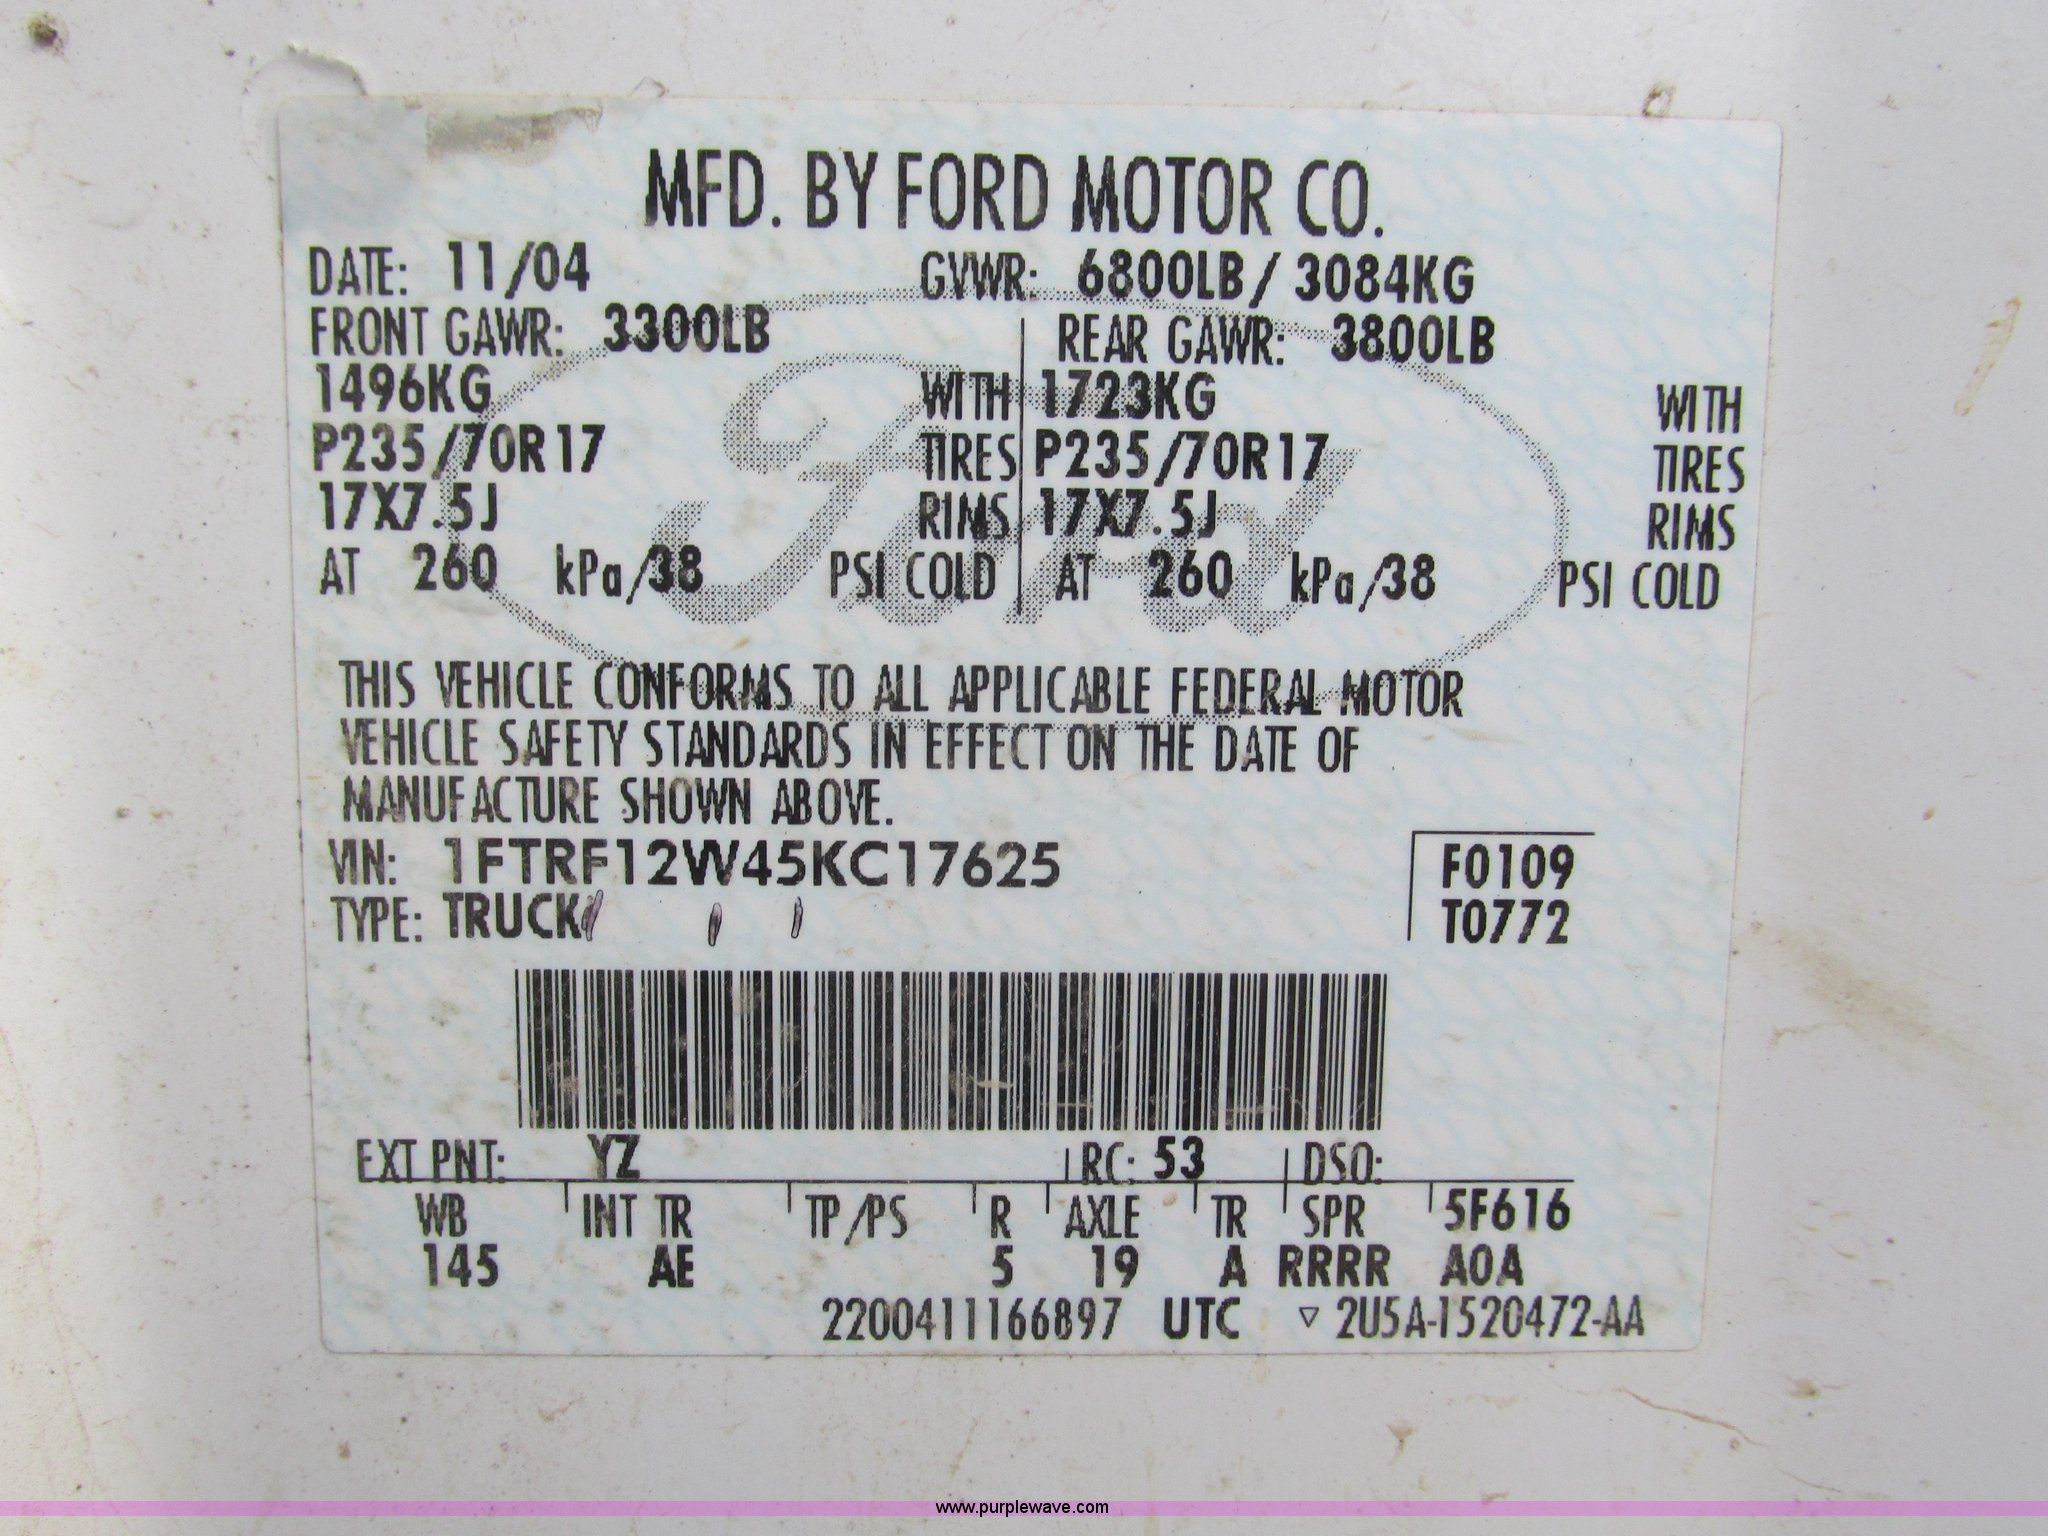 MFD. BY FORD MOTOR CO.
DATE: 11/04 GVWR: 6800LB/ 3084KG
FRONT GAWR: 3300LB REAR GAWR: 3800LB
1496KG WITH 1723KG WITH
P235/70R17 TIRES P235/70R17 TIRES
17X7.5J RIMS 17X7.5J RIMS
AT 260 kPa/38 PSI COLD AT 260 kPa/38 PSI COLD
Ford
THIS VEHICLE CONFORMS TO ALL APPLICABLE FEDERAL MOTOR
VEHICLE SAFETY STANDARDS IN EFFECT ON THE DATE OF
MANUFACTURE SHOWN ABOVE.
VIN: 1FTRF12W45KC17625 F0109
TYPE: TRUCK T0772
EXT PNT: YZ RC: 53 DSO:
WB INT TR TP/PS R AXLE TR SPR 5F616
145 AE 5 19 A RRRR A0A
2200411166897 UTC ▽ 2U5A-1520472-AA
www.purplewave.com